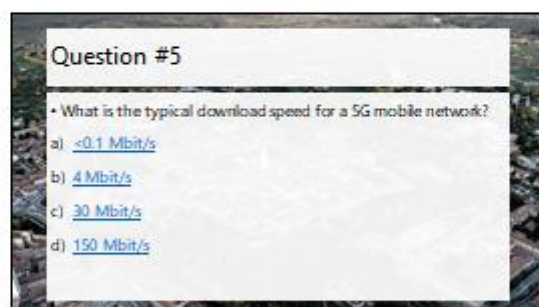 Question #5
• What is the typical download speed for a 5G mobile network?
a) <0.1 Mbit/s
b) 4 Mbit/s
c) 30 Mbit/s
d) 150 Mbit/s